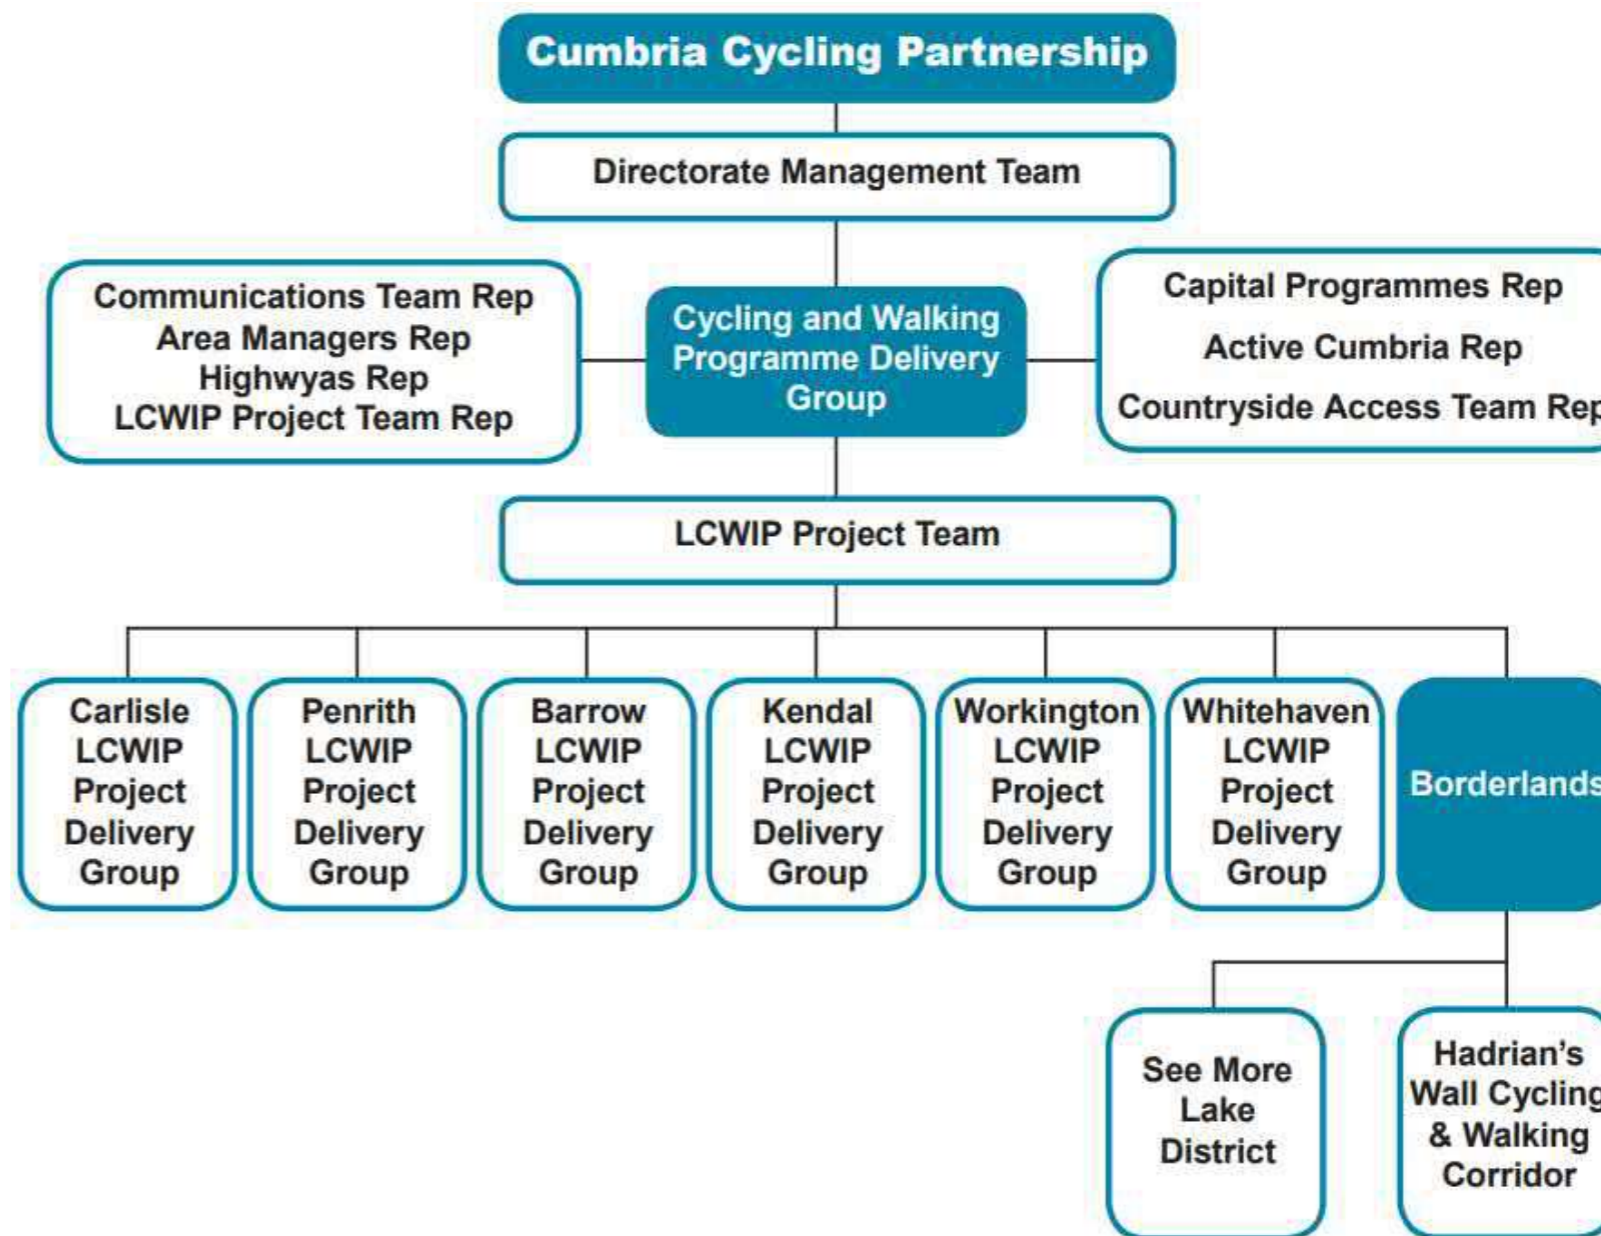 Cumbria Cycling Partnership
Directorate Management Team
Communications Team Rep
Area Managers Rep
Highwyas Rep
LCWIP Project Team Rep
Cycling and Walking
Programme Delivery
Group
Capital Programmes Rep
Active Cumbria Rep
Countryside Access Team Rep
LCWIP Project Team
Carlisle
LCWIP
Project
Delivery
Group
Penrith
LCWIP
Project
Delivery
Group
Barrow
LCWIP
Project
Delivery
Group
Kendal
LCWIP
Project
Delivery
Group
Workington
LCWIP
Project
Delivery
Group
Whitehaven
LCWIP
Project
Delivery
Group
Borderlands
See More
Lake
District
Hadrian’s
Wall Cycling
& Walking
Corridor